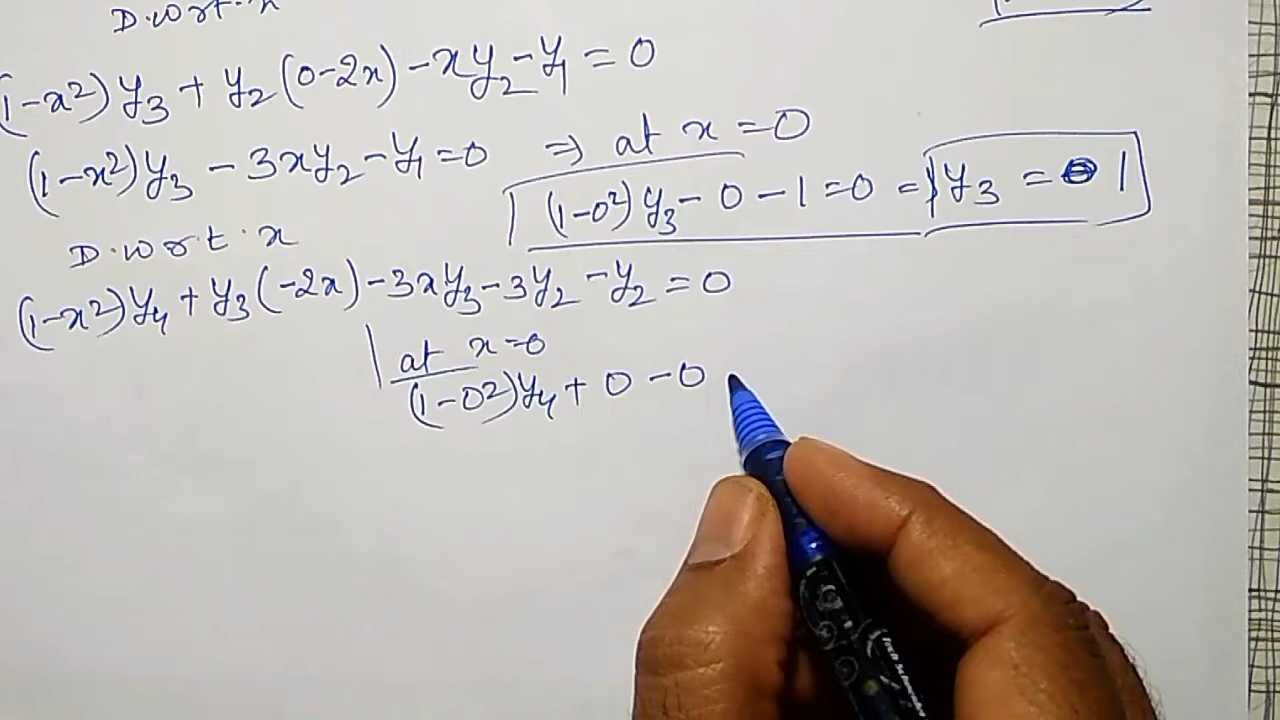 D.w.r.t.x
(1-x²)y₃ + y₂(0-2x) -xy₂-y₁ = 0
(1-x²)y₃ - 3xy₂ -y₁ =0 ⇒ at x =0
(1-0²)y₃ - 0 - 1 =0 = y₃ = 1
D.w.r.t.x
(1-x²)y₄ + y₃(-2x) -3xy₃ -3y₂ -y₂ = 0
at x=0
(1-0²)y₄ + 0 -0